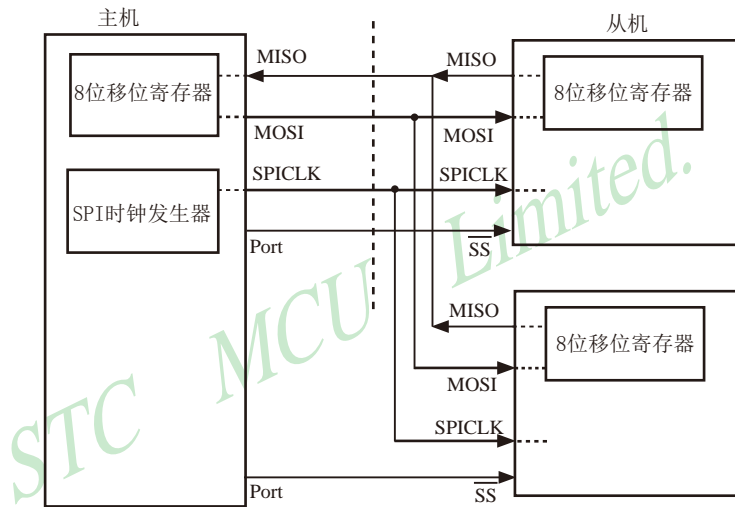 主机
从机
MISO
MISO
8位移位寄存器
8位移位寄存器
MOSI
MOSI
SPICLK
SPICLK
SPI时钟发生器
Port
SS
MISO
8位移位寄存器
MOSI
SPICLK
Port
SS
STC MCU Limited.